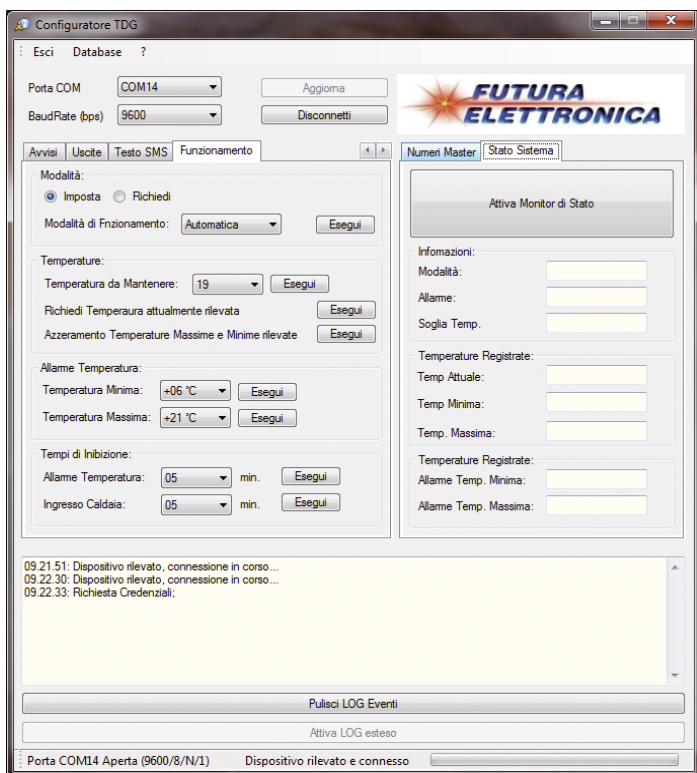 Configuratore TDG
Esci Database ?
Porta COM COM14 Aggiorna
BaudRate (bps) 9600 Disconnetti
FUTURA
ELETTRONICA
Avvisi Uscite Testo SMS Funzionamento
Modalità:
Imposta Richiedi
Modalità di Fnzionamento: Automatica Esegui
Temperature:
Temperatura da Mantenere: 19 Esegui
Richiedi Temperaura attualmente rilevata Esegui
Azzeramento Temperature Massime e Minime rilevate Esegui
Allarme Temperatura:
Temperatura Minima: +06 °C Esegui
Temperatura Massima: +21 °C Esegui
Tempi di Inibizione:
Allarme Temperatura: 05 min. Esegui
Ingresso Caldaia: 05 min. Esegui
Numeri Master Stato Sistema
Attiva Monitor di Stato
Infomazioni:
Modalità:
Allarme:
Soglia Temp.
Temperature Registrate:
Temp Attuale:
Temp Minima:
Temp. Massima:
Temperature Registrate:
Allarme Temp. Minima:
Allarme Temp. Massima:
09.21.51: Dispositivo rilevato, connessione in corso...
09.22.30: Dispositivo rilevato, connessione in corso...
09.22.33: Richiesta Credenziali;
Pulisci LOG Eventi
Attiva LOG esteso
Porta COM14 Aperta (9600/8/N/1) Dispositivo rilevato e connesso